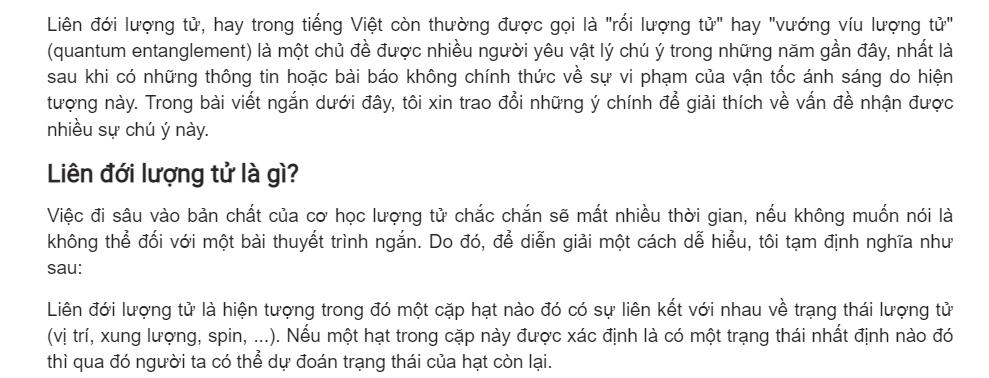 Liên đới lượng tử, hay trong tiếng Việt còn thường được gọi là "rối lượng tử" hay "vướng víu lượng tử"
(quantum entanglement) là một chủ đề được nhiều người yêu vật lý chú ý trong những năm gần đây, nhất là
sau khi có những thông tin hoặc bài báo không chính thức về sự vi phạm của vận tốc ánh sáng do hiện
tượng này. Trong bài viết ngắn dưới đây, tôi xin trao đổi những ý chính để giải thích về vấn đề nhận được
nhiều sự chú ý này.
Liên đới lượng tử là gì?
Việc đi sâu vào bản chất của cơ học lượng tử chắc chắn sẽ mất nhiều thời gian, nếu không muốn nói là
không thể đối với một bài thuyết trình ngắn. Do đó, để diễn giải một cách dễ hiểu, tôi tạm định nghĩa như
sau:
Liên đới lượng tử là hiện tượng trong đó một cặp hạt nào đó có sự liên kết với nhau về trạng thái lượng tử
(vị trí, xung lượng, spin, ...). Nếu một hạt trong cặp này được xác định là có một trạng thái nhất định nào đó
thì qua đó người ta có thể dự đoán trạng thái của hạt còn lại.